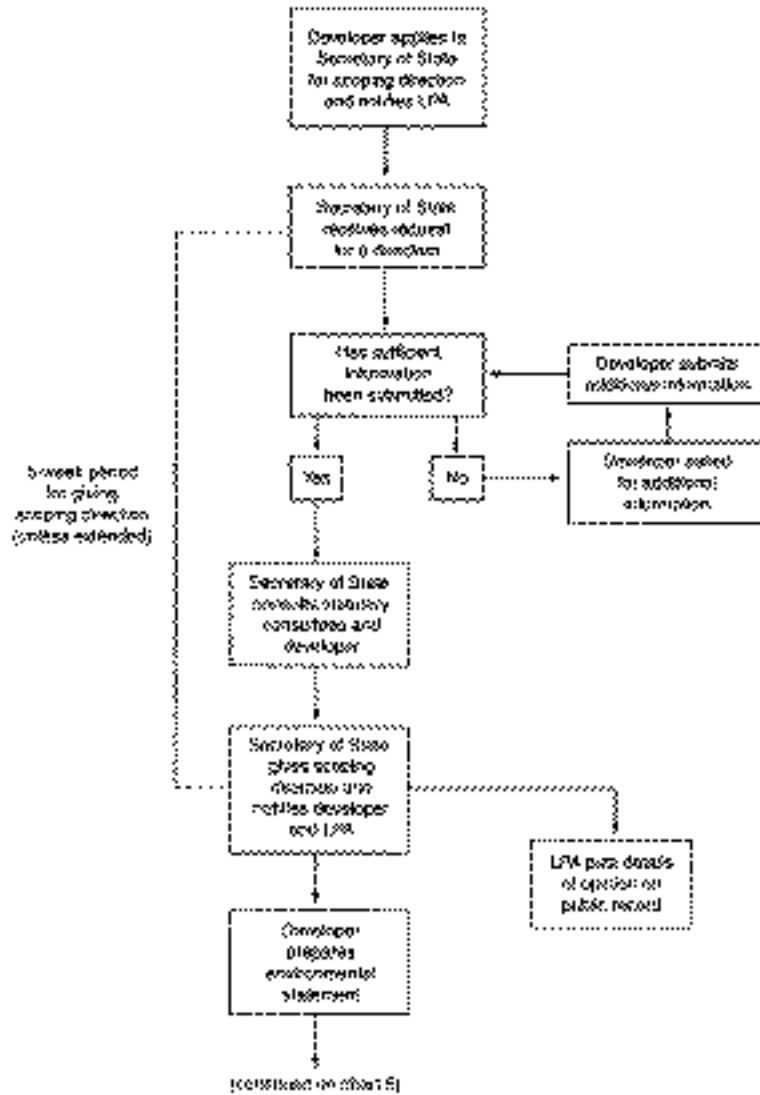 Developer applies to
Secretary of State
for scoping direction
and notifies LPA
Secretary of State
receives request
for a direction
Has sufficient
information
been submitted?
Developer submits
additional information
Yes
No
Developer asked
for additional
information
5-week period
for giving
scoping direction
(unless extended)
Secretary of State
consults statutory
consultees and
developer
Secretary of State
gives scoping
direction and
notifies developer
and LPA
LPA puts details
of opinion on
public record
Developer
prepares
environmental
statement
(continued on chart